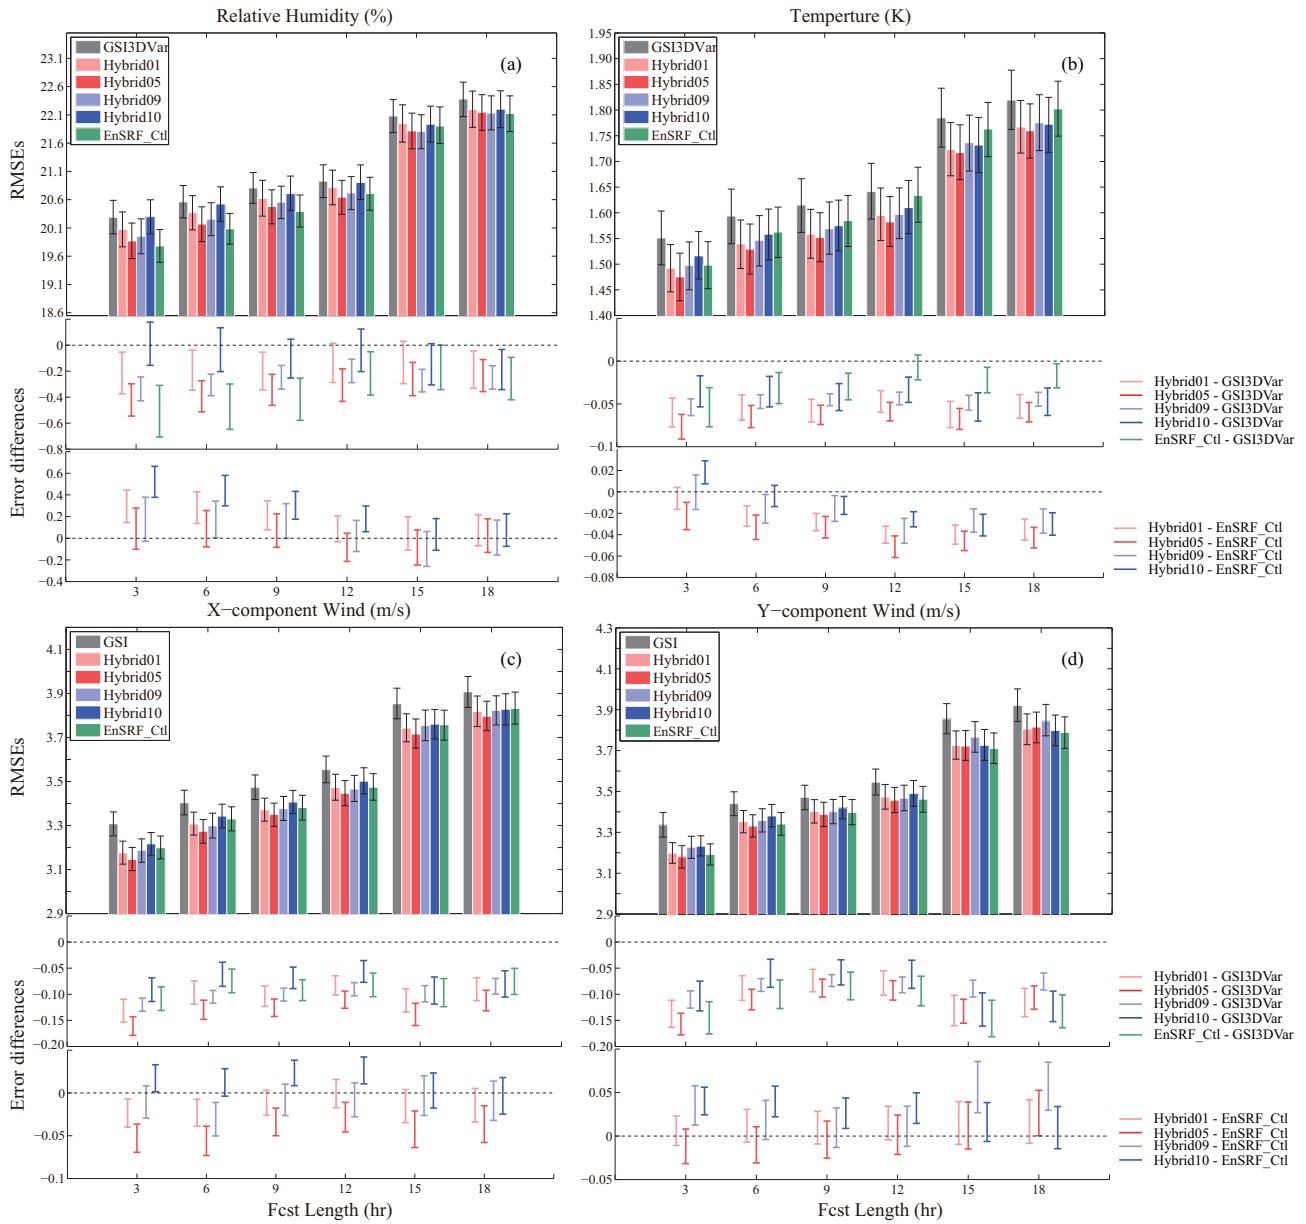 Relative Humidity (%)
RMSEs
23.1
22.6
22.1
21.6
21.1
20.6
20.1
19.6
19.1
18.6
GSI3DVar
Hybrid01
Hybrid05
Hybrid09
Hybrid10
EnSRF_Ctl
(a)
Error differences
0
−0.2
−0.4
−0.6
−0.8
0.6
0.4
0.2
0
−0.2
−0.4
3 6 9 12 15 18
Temperture (K)
1.95
1.90
1.85
1.80
1.75
1.70
1.65
1.60
1.55
1.50
1.45
1.40
GSI3DVar
Hybrid01
Hybrid05
Hybrid09
Hybrid10
EnSRF_Ctl
(b)
0
−0.05
−0.1
0.02
0
−0.02
−0.04
−0.06
−0.08
3 6 9 12 15 18
Hybrid01 - GSI3DVar
Hybrid05 - GSI3DVar
Hybrid09 - GSI3DVar
Hybrid10 - GSI3DVar
EnSRF_Ctl - GSI3DVar
Hybrid01 - EnSRF_Ctl
Hybrid05 - EnSRF_Ctl
Hybrid09 - EnSRF_Ctl
Hybrid10 - EnSRF_Ctl
X−component Wind (m/s)
RMSEs
4.1
3.9
3.7
3.5
3.3
3.1
2.9
GSI
Hybrid01
Hybrid05
Hybrid09
Hybrid10
EnSRF_Ctl
(c)
Error differences
0
−0.05
−0.10
−0.15
−0.20
0.05
0
−0.05
−0.1
3 6 9 12 15 18
Fcst Length (hr)
Y−component Wind (m/s)
4.3
4.1
3.9
3.7
3.5
3.3
3.1
2.9
GSI
Hybrid01
Hybrid05
Hybrid09
Hybrid10
EnSRF_Ctl
(d)
0
−0.05
−0.10
−0.15
−0.20
0.20
0.05
0
−0.05
3 6 9 12 15 18
Fcst Length (hr)
Hybrid01 - GSI3DVar
Hybrid05 - GSI3DVar
Hybrid09 - GSI3DVar
Hybrid10 - GSI3DVar
EnSRF_Ctl - GSI3DVar
Hybrid01 - EnSRF_Ctl
Hybrid05 - EnSRF_Ctl
Hybrid09 - EnSRF_Ctl
Hybrid10 - EnSRF_Ctl